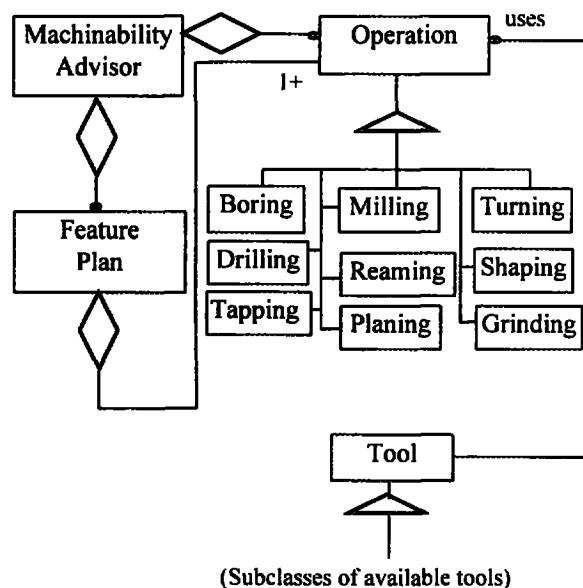 Machinability
Advisor
Operation
uses
1+
Feature
Plan
Boring
Milling
Turning
Drilling
Reaming
Shaping
Tapping
Planing
Grinding
Tool
(Subclasses of available tools)